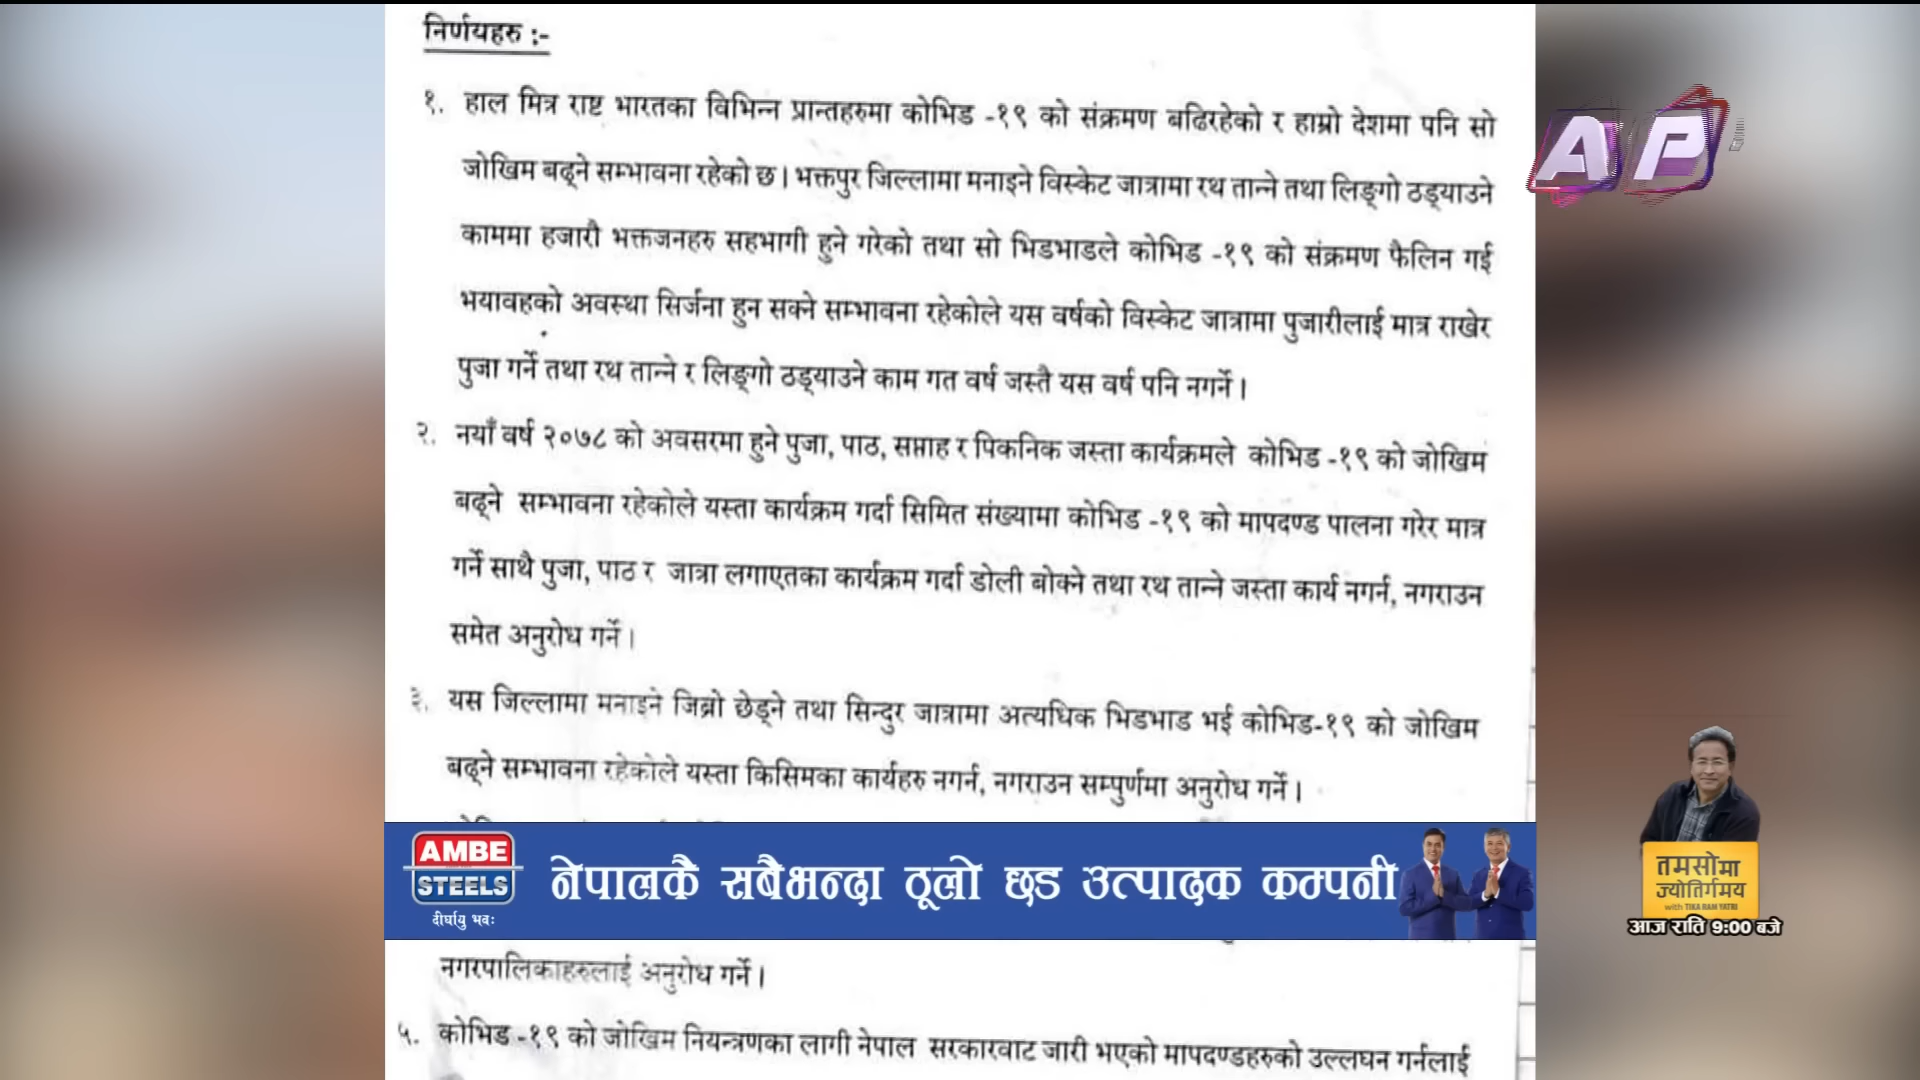 निर्णयहरु :-
१. हाल मित्र राष्ट भारतका विभिन्न प्रान्तहरुमा कोभिड -१९ को संक्रमण बढिरहेको र हाम्रो देशमा पनि सो
जोखिम बढ्ने सम्भावना रहेको छ। भक्तपुर जिल्लामा मनाइने विस्केट जात्रामा रथ तान्ने तथा लिङ्गो ठड्याउने
काममा हजारौ भक्तजनहरु सहभागी हुने गरेको तथा सो भिडभाडले कोभिड -१९ को संक्रमण फैलिन गई
भयावहको अवस्था सिर्जना हुन सक्ने सम्भावना रहेकोले यस वर्षको विस्केट जात्रामा पुजारीलाई मात्र राखेर
पुजा गर्ने तथा रथ तान्ने र लिङ्गो ठड्याउने काम गत वर्ष जस्तै यस वर्ष पनि नगर्ने।
२. नयाँ वर्ष २०७८ को अवसरमा हुने पुजा, पाठ, सप्ताह र पिकनिक जस्ता कार्यक्रमले कोभिड -१९ को जोखिम
बढ्ने सम्भावना रहेकोले यस्ता कार्यक्रम गर्दा सिमित संख्यामा कोभिड -१९ को मापदण्ड पालना गरेर मात्र
गर्ने साथै पुजा, पाठ र जात्रा लगाएतका कार्यक्रम गर्दा डोली बोक्ने तथा रथ तान्ने जस्ता कार्य नगर्न, नगराउन
समेत अनुरोध गर्ने।
३. यस जिल्लामा मनाइने जिब्रो छेड्ने तथा सिन्दुर जात्रामा अत्यधिक भिडभाड भई कोभिड-१९ को जोखिम
बढ्ने सम्भावना रहेकोले यस्ता किसिमका कार्यहरु नगर्न, नगराउन सम्पुर्णमा अनुरोध गर्ने।
AMBE
STEELS
दीर्घायु भवः
नेपालकै सबैभन्दा ठूलो छड उत्पादक कम्पनी
नगरपालिकाहरुलाई अनुरोध गर्ने।
५. कोभिड -१९ को जोखिम नियन्त्रणका लागी नेपाल सरकारवाट जारी भएको मापदण्डहरुको उल्लघन गर्नलाई
AP
तमसोमा
ज्योतिर्गमय
with TIKA RAM YATRI
आज राति 9:00 बजे